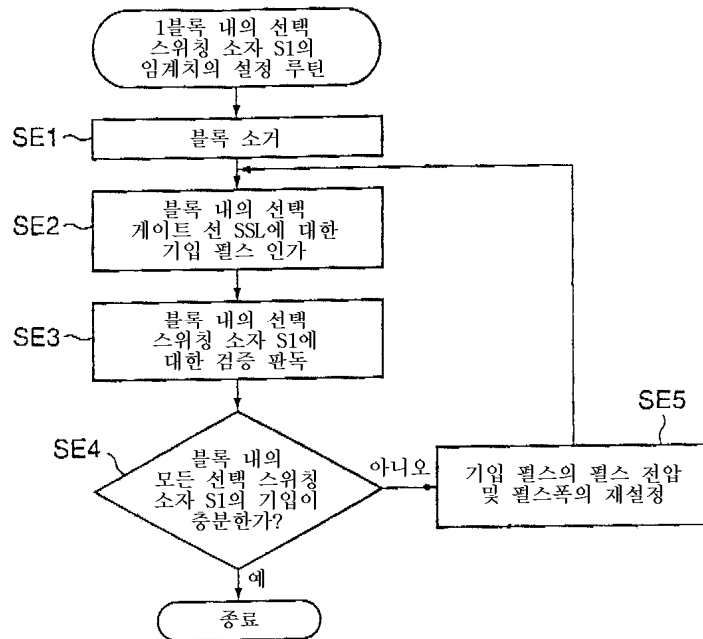 1블록 내의 선택
스위칭 소자 S1의
임계치의 설정 루틴
SE1
블록 소거
SE2
블록 내의 선택
게이트 선 SSL에 대한
기입 펄스 인가
SE3
블록 내의 선택
스위칭 소자 S1에
대한 검증 판독
SE4
블록 내의
모든 선택 스위칭
소자 S1의 기입이
충분한가?
아니오
SE5
기입 펄스의 펄스 전압
및 펄스폭의 재설정
예
종료